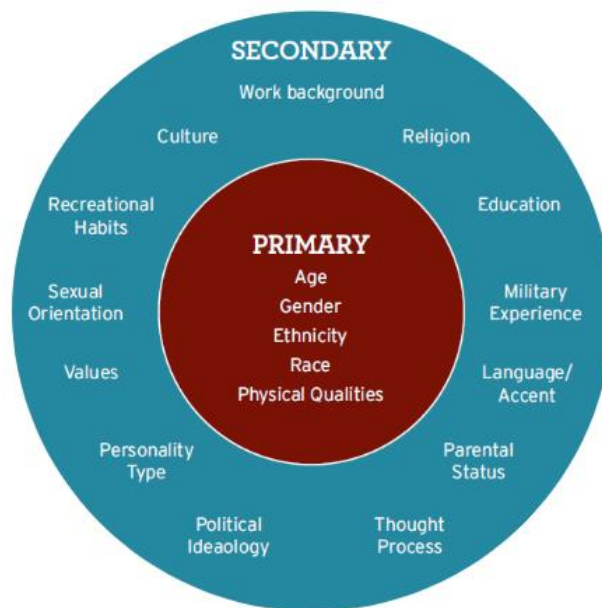 SECONDARY
Work background
Culture
Religion
Recreational
Habits
Education
Sexual
Orientation
Military
Experience
Values
Language/
Accent
Personality
Type
Parental
Status
Political
Ideaology
Thought
Process
PRIMARY
Age
Gender
Ethnicity
Race
Physical Qualities